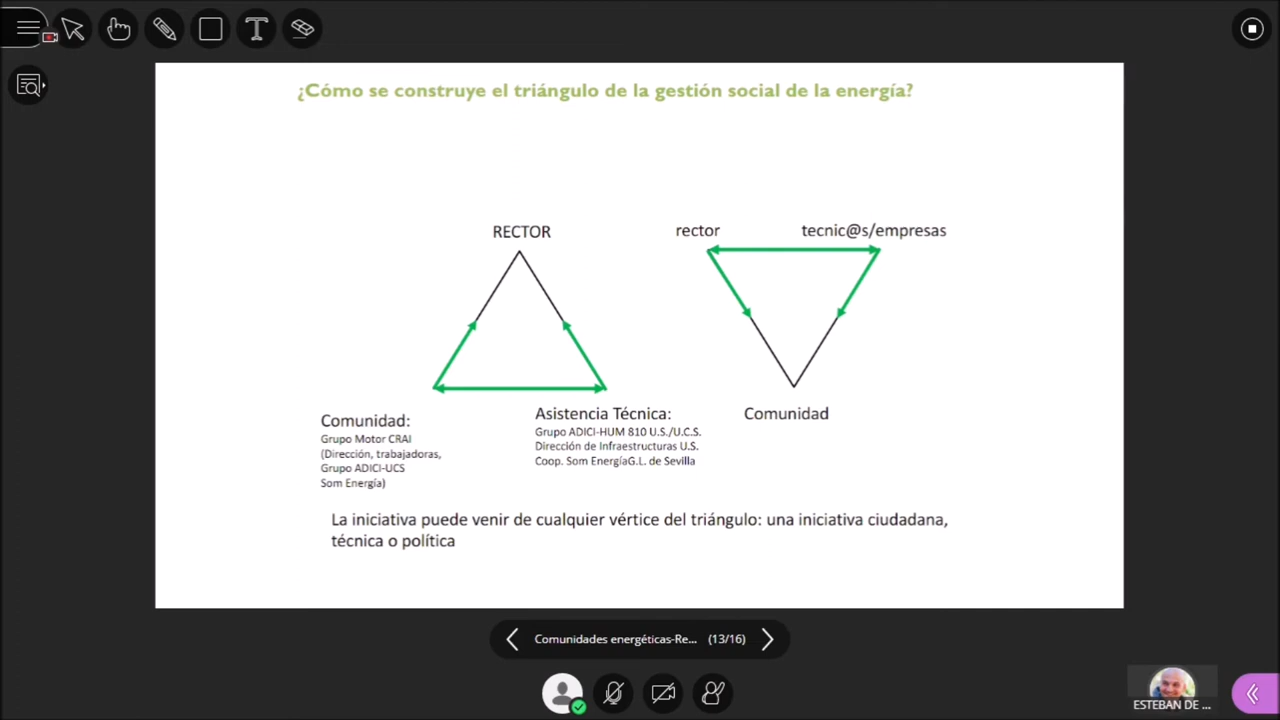 ¿Cómo se construye el triángulo de la gestión social de la energía?
RECTOR
rector
tecnic@s/empresas
Comunidad:
Grupo Motor CRAI
(Dirección, trabajadoras,
Grupo ADICI-UCS
Som Energía)
Asistencia Técnica:
Grupo ADICI-HUM 810 U.S./U.C.S.
Dirección de Infraestructuras U.S.
Coop. Som EnergíaG.L. de Sevilla
Comunidad
La iniciativa puede venir de cualquier vértice del triángulo: una iniciativa ciudadana,
técnica o política
Comunidades energéticas-Re... (13/16)
ESTEBAN DE ...